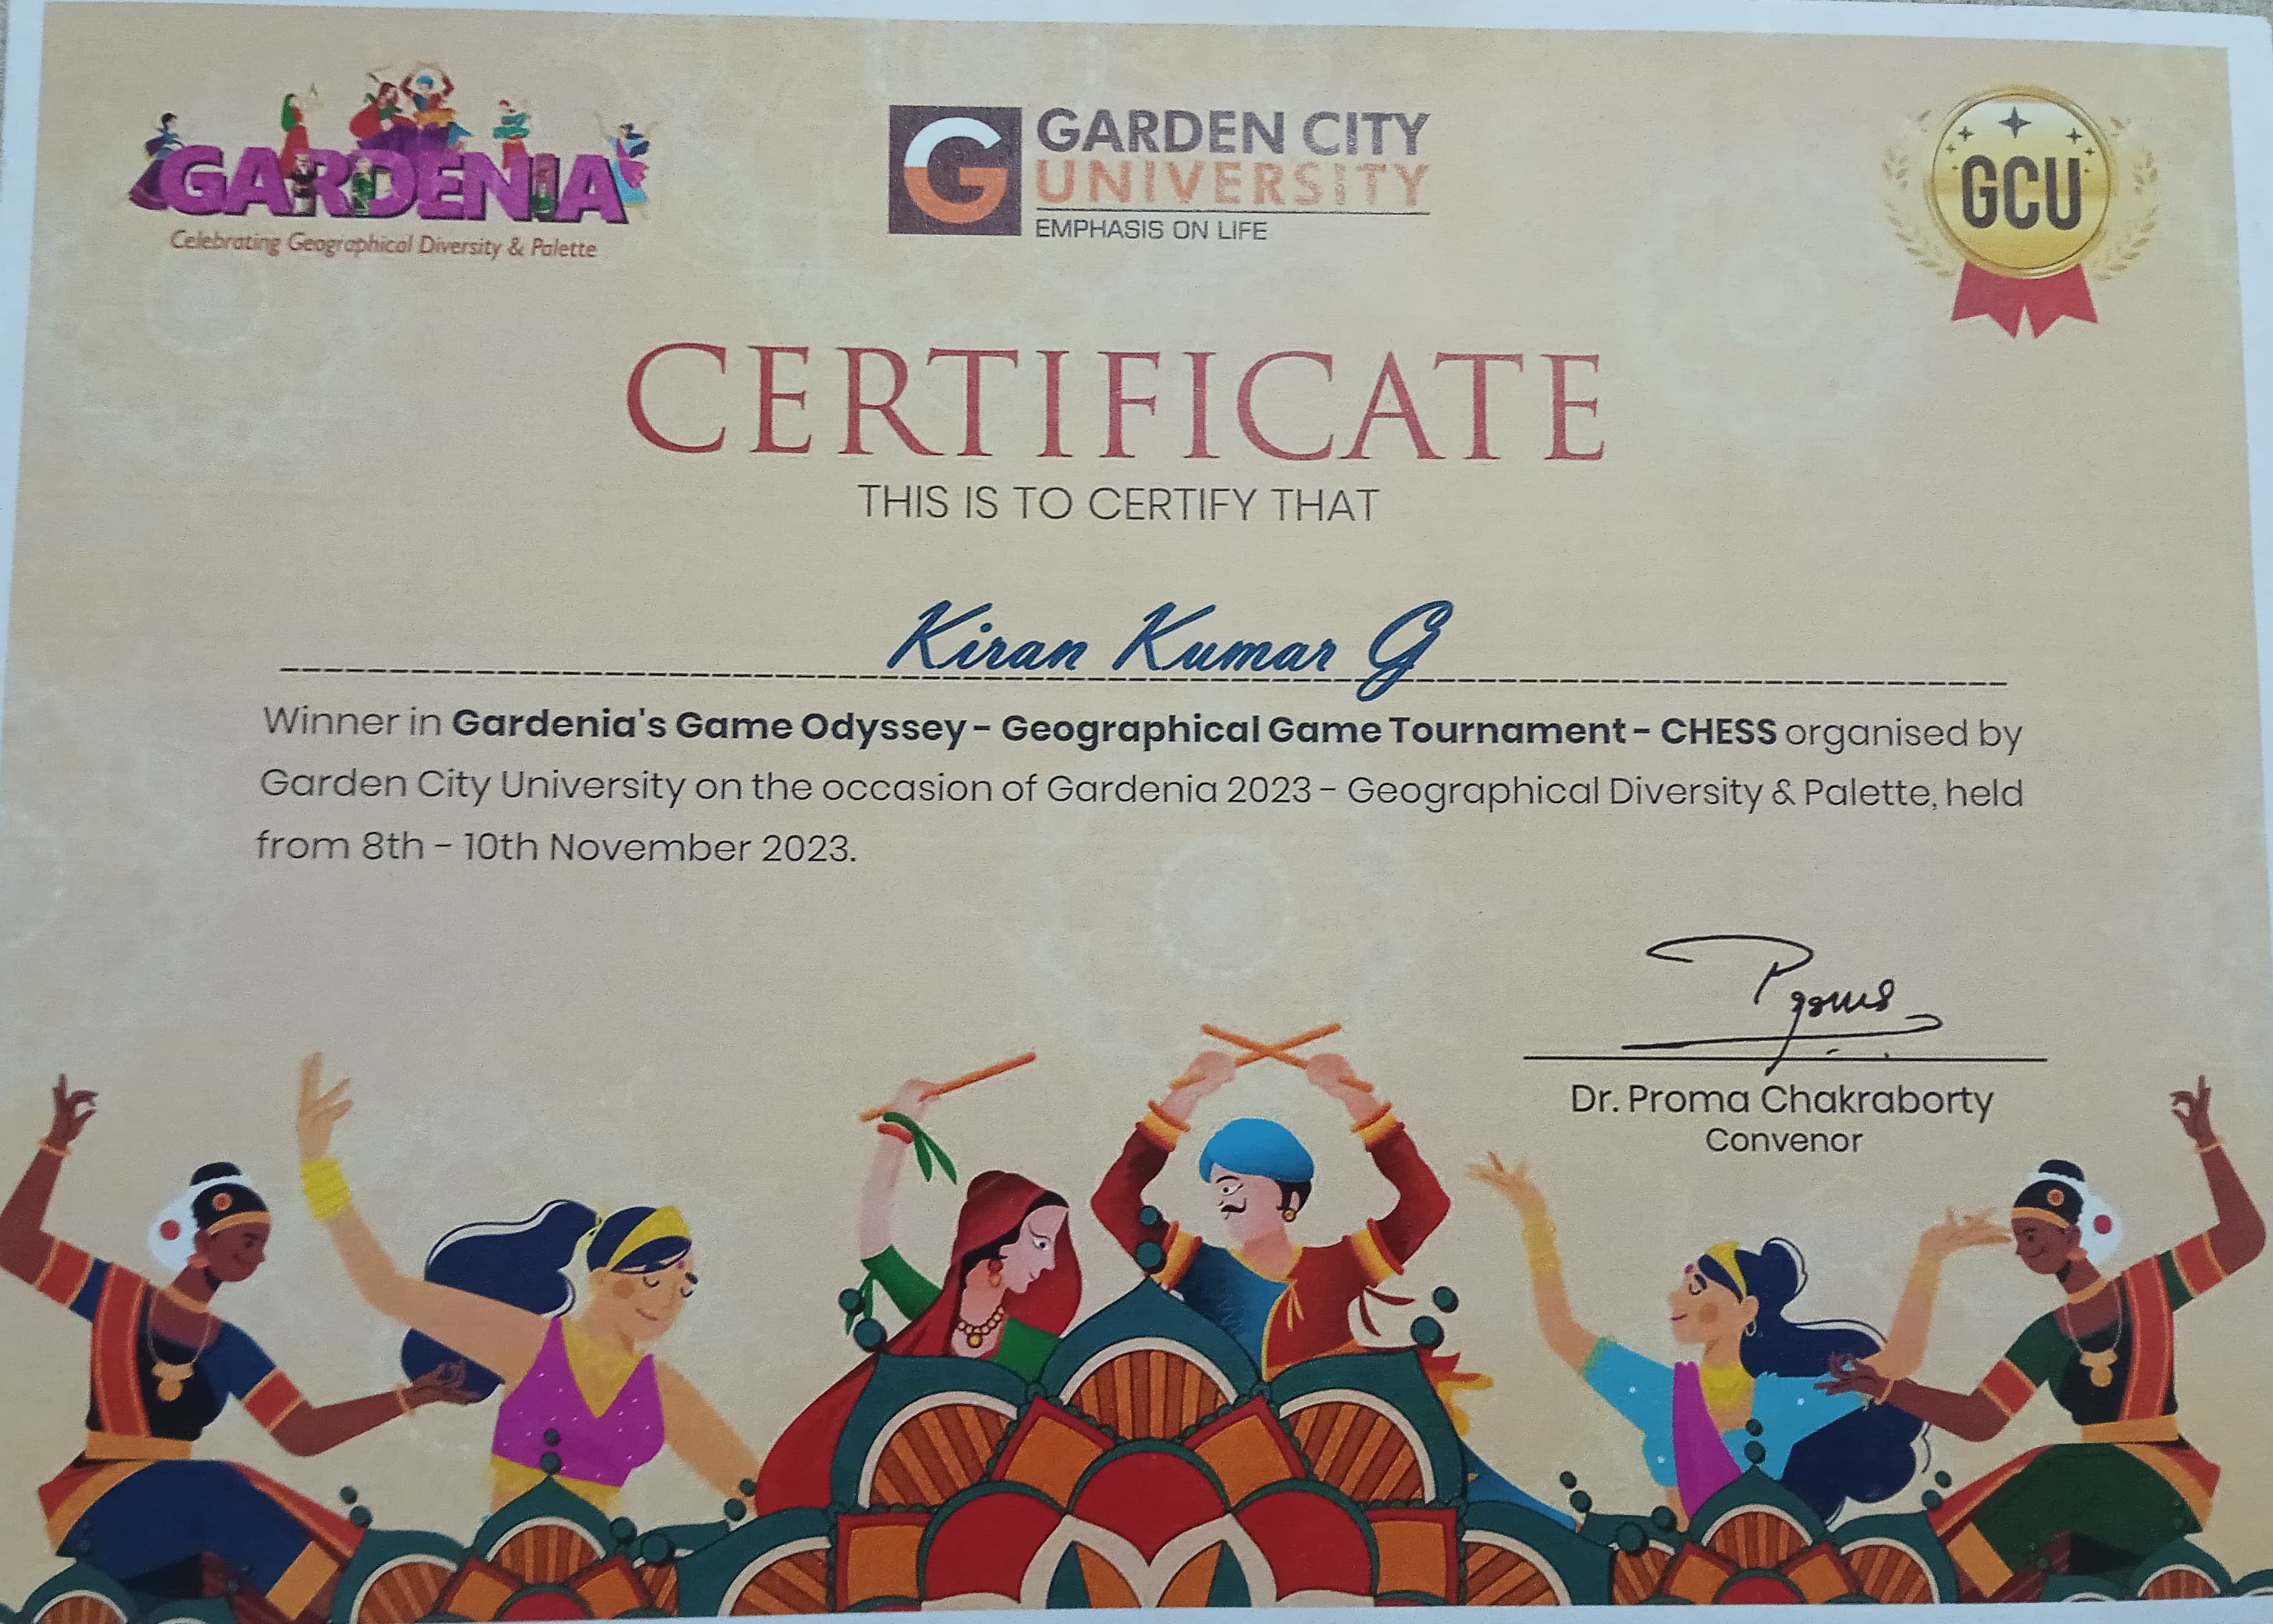 GARDENIA
Celebrating Geographical Diversity & Palette
GARDEN CITY
UNIVERSITY
EMPHASIS ON LIFE
GCU
CERTIFICATE
THIS IS TO CERTIFY THAT
Kiran Kumar G
Winner in Gardenia's Game Odyssey - Geographical Game Tournament - CHESS organised by
Garden City University on the occasion of Gardenia 2023 - Geographical Diversity & Palette, held
from 8th - 10th November 2023.
Dr. Proma Chakraborty
Convenor